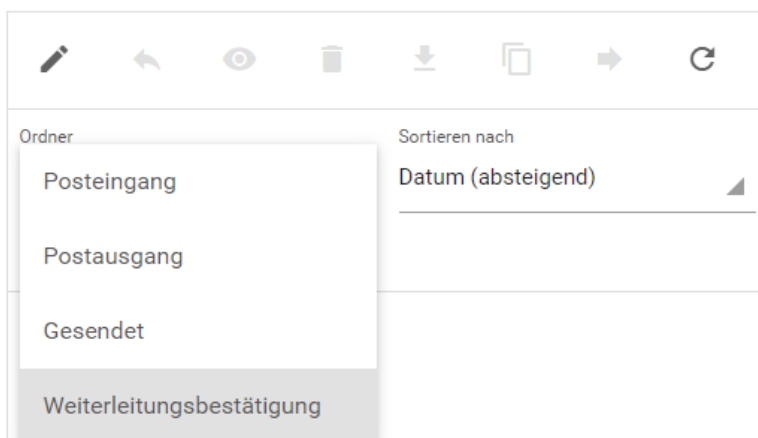 Ordner
Sortieren nach
Posteingang
Datum (absteigend)
Postausgang
Gesendet
Weiterleitungsbestätigung